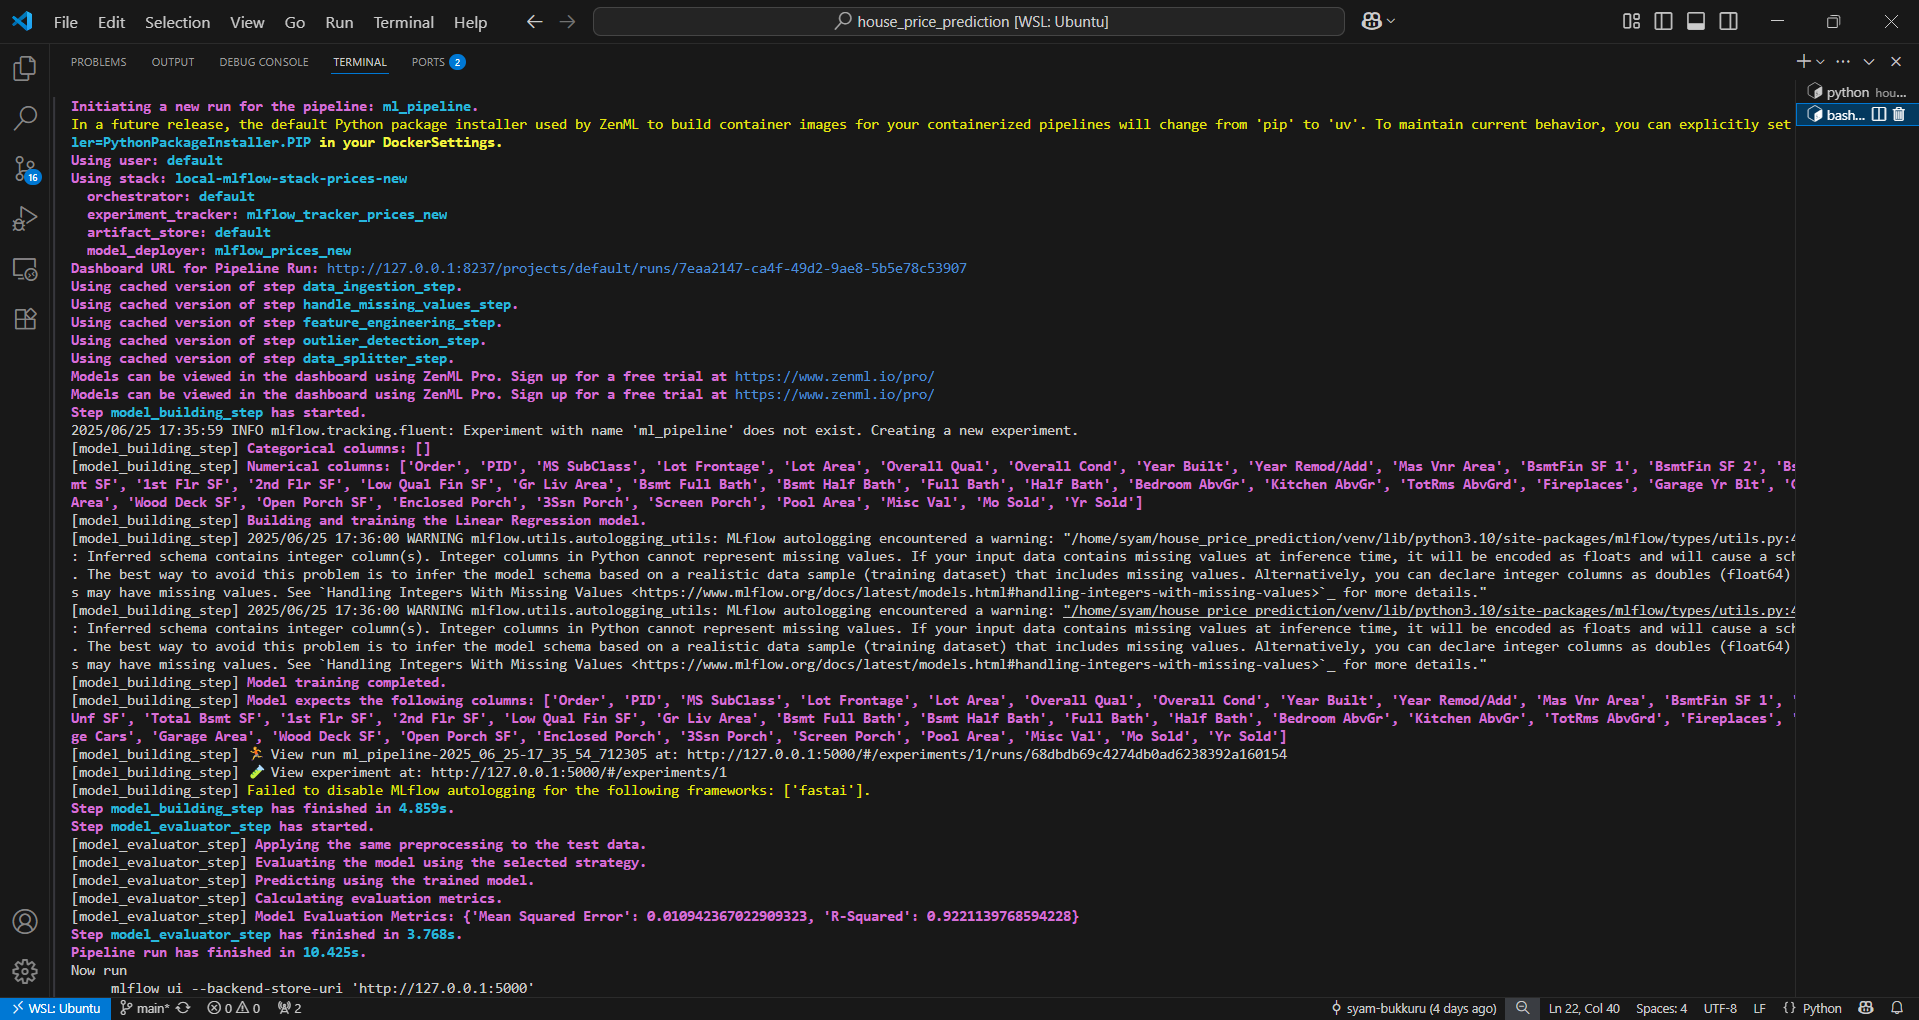 File Edit Selection View Go Run Terminal Help
house_price_prediction [WSL: Ubuntu]
PROBLEMS OUTPUT DEBUG CONSOLE TERMINAL PORTS 2
python hou...
bash...
16
Initiating a new run for the pipeline: ml_pipeline.
In a future release, the default Python package installer used by ZenML to build container images for your containerized pipelines will change from 'pip' to 'uv'. To maintain current behavior, you can explicitly set
ler=PythonPackageInstaller.PIP in your DockerSettings.
Using user: default
Using stack: local-mlflow-stack-prices-new
orchestrator: default
experiment_tracker: mlflow_tracker_prices_new
artifact_store: default
model_deployer: mlflow_prices_new
Dashboard URL for Pipeline Run: http://127.0.0.1:8237/projects/default/runs/7eaa2147-ca4f-49d2-9ae8-5b5e78c53907
Using cached version of step data_ingestion_step.
Using cached version of step handle_missing_values_step.
Using cached version of step feature_engineering_step.
Using cached version of step outlier_detection_step.
Using cached version of step data_splitter_step.
Models can be viewed in the dashboard using ZenML Pro. Sign up for a free trial at https://www.zenml.io/pro/
Models can be viewed in the dashboard using ZenML Pro. Sign up for a free trial at https://www.zenml.io/pro/
Step model_building_step has started.
2025/06/25 17:35:59 INFO mlflow.tracking.fluent: Experiment with name 'ml_pipeline' does not exist. Creating a new experiment.
[model_building_step] Categorical columns: []
[model_building_step] Numerical columns: ['Order', 'PID', 'MS SubClass', 'Lot Frontage', 'Lot Area', 'Overall Qual', 'Overall Cond', 'Year Built', 'Year Remod/Add', 'Mas Vnr Area', 'BsmtFin SF 1', 'BsmtFin SF 2', 'Bs
mt SF', '1st Flr SF', '2nd Flr SF', 'Low Qual Fin SF', 'Gr Liv Area', 'Bsmt Full Bath', 'Bsmt Half Bath', 'Full Bath', 'Half Bath', 'Bedroom AbvGr', 'Kitchen AbvGr', 'TotRms AbvGrd', 'Fireplaces', 'Garage Yr Blt', '
Area', 'Wood Deck SF', 'Open Porch SF', 'Enclosed Porch', '3Ssn Porch', 'Screen Porch', 'Pool Area', 'Misc Val', 'Mo Sold', 'Yr Sold']
[model_building_step] Building and training the Linear Regression model.
[model_building_step] 2025/06/25 17:36:00 WARNING mlflow.utils.autologging_utils: MLflow autologging encountered a warning: "/home/syam/house_price_prediction/venv/lib/python3.10/site-packages/mlflow/types/utils.py:4
: Inferred schema contains integer column(s). Integer columns in Python cannot represent missing values. If your input data contains missing values at inference time, it will be encoded as floats and will cause a sch
. The best way to avoid this problem is to infer the model schema based on a realistic data sample (training dataset) that includes missing values. Alternatively, you can declare integer columns as doubles (float64)
s may have missing values. See `Handling Integers With Missing Values <https://www.mlflow.org/docs/latest/models.html#handling-integers-with-missing-values>`_ for more details."
[model_building_step] 2025/06/25 17:36:00 WARNING mlflow.utils.autologging_utils: MLflow autologging encountered a warning: "/home/syam/house_price_prediction/venv/lib/python3.10/site-packages/mlflow/types/utils.py:4
: Inferred schema contains integer column(s). Integer columns in Python cannot represent missing values. If your input data contains missing values at inference time, it will be encoded as floats and will cause a sch
. The best way to avoid this problem is to infer the model schema based on a realistic data sample (training dataset) that includes missing values. Alternatively, you can declare integer columns as doubles (float64)
s may have missing values. See `Handling Integers With Missing Values <https://www.mlflow.org/docs/latest/models.html#handling-integers-with-missing-values>`_ for more details."
[model_building_step] Model training completed.
[model_building_step] Model expects the following columns: ['Order', 'PID', 'MS SubClass', 'Lot Frontage', 'Lot Area', 'Overall Qual', 'Overall Cond', 'Year Built', 'Year Remod/Add', 'Mas Vnr Area', 'BsmtFin SF 1', '
Unf SF', 'Total Bsmt SF', '1st Flr SF', '2nd Flr SF', 'Low Qual Fin SF', 'Gr Liv Area', 'Bsmt Full Bath', 'Bsmt Half Bath', 'Full Bath', 'Half Bath', 'Bedroom AbvGr', 'Kitchen AbvGr', 'TotRms AbvGrd', 'Fireplaces', '
ge Cars', 'Garage Area', 'Wood Deck SF', 'Open Porch SF', 'Enclosed Porch', '3Ssn Porch', 'Screen Porch', 'Pool Area', 'Misc Val', 'Mo Sold', 'Yr Sold']
[model_building_step] 🏃 View run ml_pipeline-2025_06_25-17_35_54_712305 at: http://127.0.0.1:5000/#/experiments/1/runs/68dbdb69c4274db0ad6238392a160154
[model_building_step] 🧪 View experiment at: http://127.0.0.1:5000/#/experiments/1
[model_building_step] Failed to disable MLflow autologging for the following frameworks: ['fastai'].
Step model_building_step has finished in 4.859s.
Step model_evaluator_step has started.
[model_evaluator_step] Applying the same preprocessing to the test data.
[model_evaluator_step] Evaluating the model using the selected strategy.
[model_evaluator_step] Predicting using the trained model.
[model_evaluator_step] Calculating evaluation metrics.
[model_evaluator_step] Model Evaluation Metrics: {'Mean Squared Error': 0.010942367022909323, 'R-Squared': 0.9221139768594228}
Step model_evaluator_step has finished in 3.768s.
Pipeline run has finished in 10.425s.
Now run
mlflow ui --backend-store-uri 'http://127.0.0.1:5000'
WSL: Ubuntu main* 0 0 2 syam-bukkuru (4 days ago) Ln 22, Col 40 Spaces: 4 UTF-8 LF {} Python